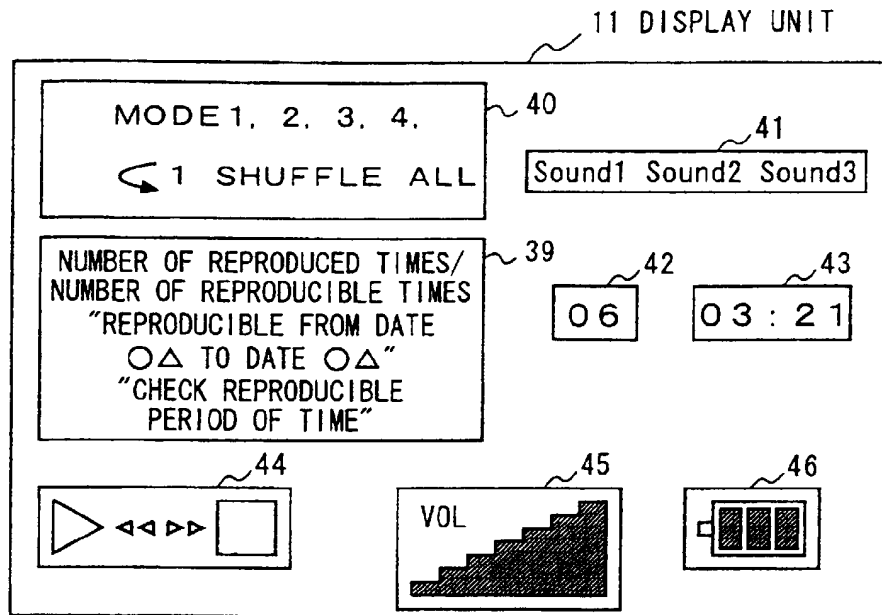 11 DISPLAY UNIT
MODE 1, 2, 3, 4,
40
1 SHUFFLE ALL
41
Sound1 Sound2 Sound3
39
NUMBER OF REPRODUCED TIMES/
NUMBER OF REPRODUCIBLE TIMES
"REPRODUCIBLE FROM DATE
○△ TO DATE ○△"
"CHECK REPRODUCIBLE
PERIOD OF TIME"
42
06
43
03:21
44
45
VOL
46